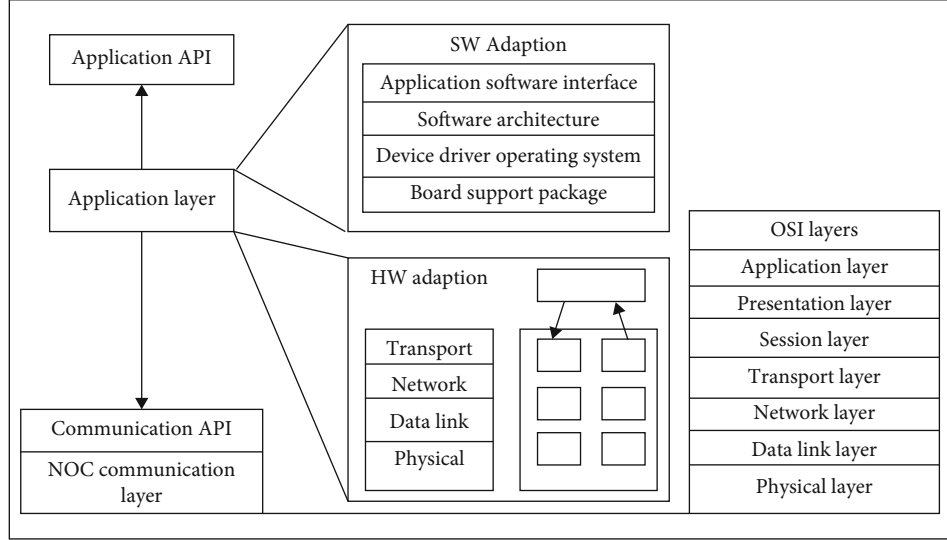 Application API
Application layer
Communication API
NOC communication
layer
SW Adaption
Application software interface
Software architecture
Device driver operating system
Board support package
HW adaption
Transport
Network
Data link
Physical
OSI layers
Application layer
Presentation layer
Session layer
Transport layer
Network layer
Data link layer
Physical layer